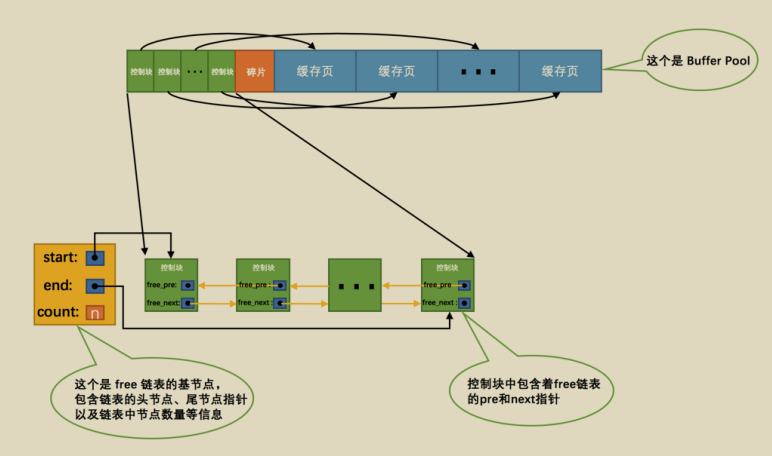 这个是 Buffer Pool
控制块 控制块 ··· 控制块 碎片 缓存页 缓存页 ■ ■ ■ 缓存页
start:
end:
count: n
控制块
free_pre:
free_next:
控制块
free_pre :
free_next :
■ ■ ■
控制块
free_pre
free_next :
这个是 free 链表的基节点，
包含链表的头节点、尾节点指针
以及链表中节点数量等信息
控制块中包含着free链表
的pre和next指针